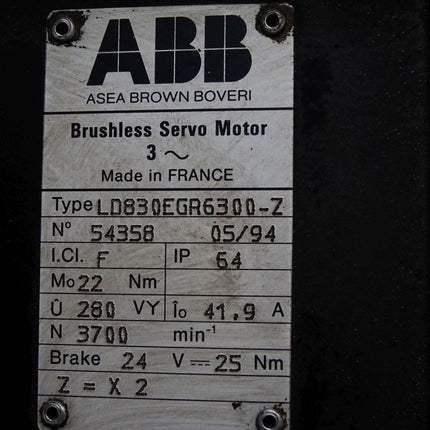 ABB
ASEA BROWN BOVERI
Brushless Servo Motor
3 ~
Made in FRANCE
Type LD830EGR6300-Z
N° 54358 05/94
I.Cl. F IP 64
Mo 22 Nm
Û 280 VY Îo 41,9 A
N 3700 min⁻¹
Brake 24 V⎓25 Nm
Z = X 2